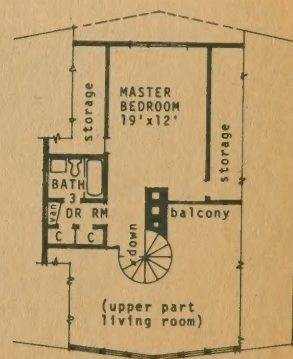 MASTER
BEDROOM
19'x12'
storage
storage
BATH
3
DR RM
van
C
C
down
balcony
(upper part
living room)